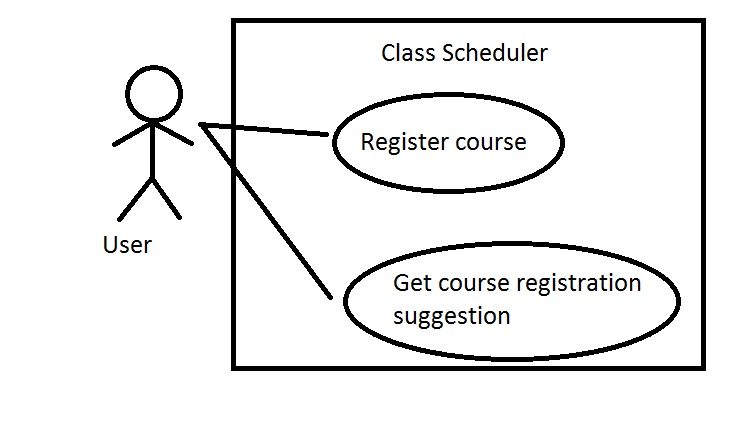 Class Scheduler
Register course
Get course registration
suggestion
User